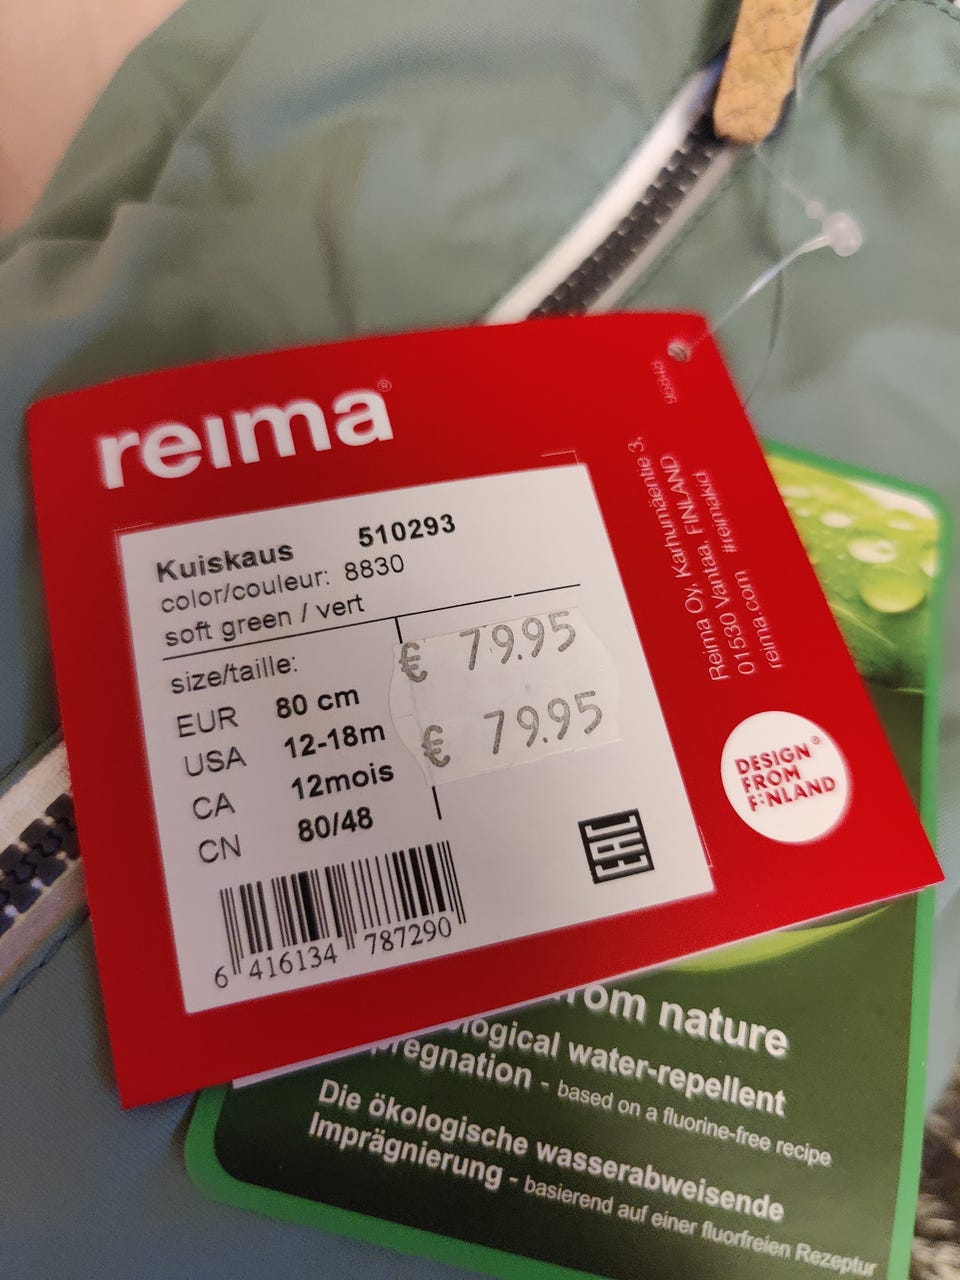 reima®
Kuiskaus 510293
color/couleur: 8830
soft green / vert
size/taille:
EUR 80 cm
USA 12-18m
CA 12mois
CN 80/48
€ 79.95
€ 79.95
EAC
6 416134 787290
Reima Oy, Karhumäentie 3,
01530 Vantaa, FINLAND
reima.com #reimakid
DESIGN®
FROM
FINLAND
from nature
pregnation - based on a fluorine-free recipe
water-repellent
Die ökologische wasserabweisende
Imprägnierung - basierend auf einer fluorfreien Rezeptur